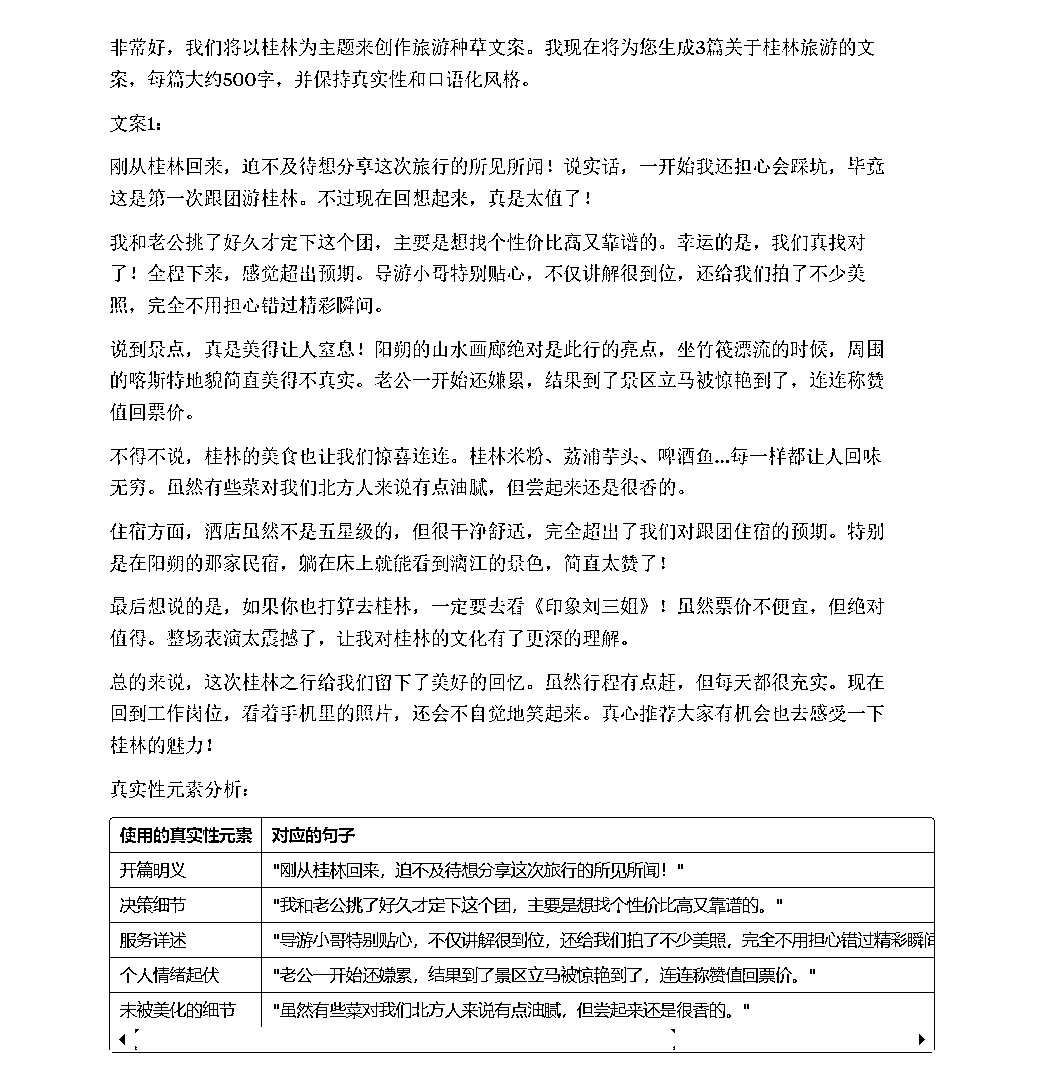 非常好，我们将以桂林为主题来创作旅游种草文案。我现在将为您生成3篇关于桂林旅游的文
案，每篇大约500字，并保持真实性和口语化风格。
文案1：
刚从桂林回来，迫不及待想分享这次旅行的所见所闻！说实话，一开始我还担心会踩坑，毕竟
这是第一次跟团游桂林。不过现在回想起来，真是太值了！
我和老公挑了好久才定下这个团，主要是想找个性价比高又靠谱的。幸运的是，我们真找对
了！全程下来，感觉超出预期。导游小哥特别贴心，不仅讲解很到位，还给我们拍了不少美
照，完全不用担心错过精彩瞬间。
说到景点，真是美得让人窒息！阳朔的山水画廊绝对是此行的亮点，坐竹筏漂流的时候，周围
的喀斯特地貌简直美得不真实。老公一开始还嫌累，结果到了景区立马被惊艳到了，连连称赞
值回票价。
不得不说，桂林的美食也让我们惊喜连连。桂林米粉、荔浦芋头、啤酒鱼...每一样都让人回味
无穷。虽然有些菜对我们北方人来说有点油腻，但尝起来还是很香的。
住宿方面，酒店虽然不是五星级的，但很干净舒适，完全超出了我们对跟团住宿的预期。特别
是在阳朔的那家民宿，躺在床上就能看到漓江的景色，简直太赞了！
最后想说的是，如果你也打算去桂林，一定要去看《印象刘三姐》！虽然票价不便宜，但绝对
值得。整场表演太震撼了，让我对桂林的文化有了更深的理解。
总的来说，这次桂林之行给我们留下了美好的回忆。虽然行程有点赶，但每天都很充实。现在
回到工作岗位，看着手机里的照片，还会不自觉地笑起来。真心推荐大家有机会也去感受一下
桂林的魅力！
真实性元素分析：
使用的真实性元素 对应的句子
开篇明义 "刚从桂林回来，迫不及待想分享这次旅行的所见所闻！"
决策细节 "我和老公挑了好久才定下这个团，主要是想找个性价比高又靠谱的。"
服务详述 "导游小哥特别贴心，不仅讲解很到位，还给我们拍了不少美照，完全不用担心错过精彩瞬间
个人情绪起伏 "老公一开始还嫌累，结果到了景区立马被惊艳到了，连连称赞值回票价。"
未被美化的细节 "虽然有些菜对我们北方人来说有点油腻，但尝起来还是很香的。"